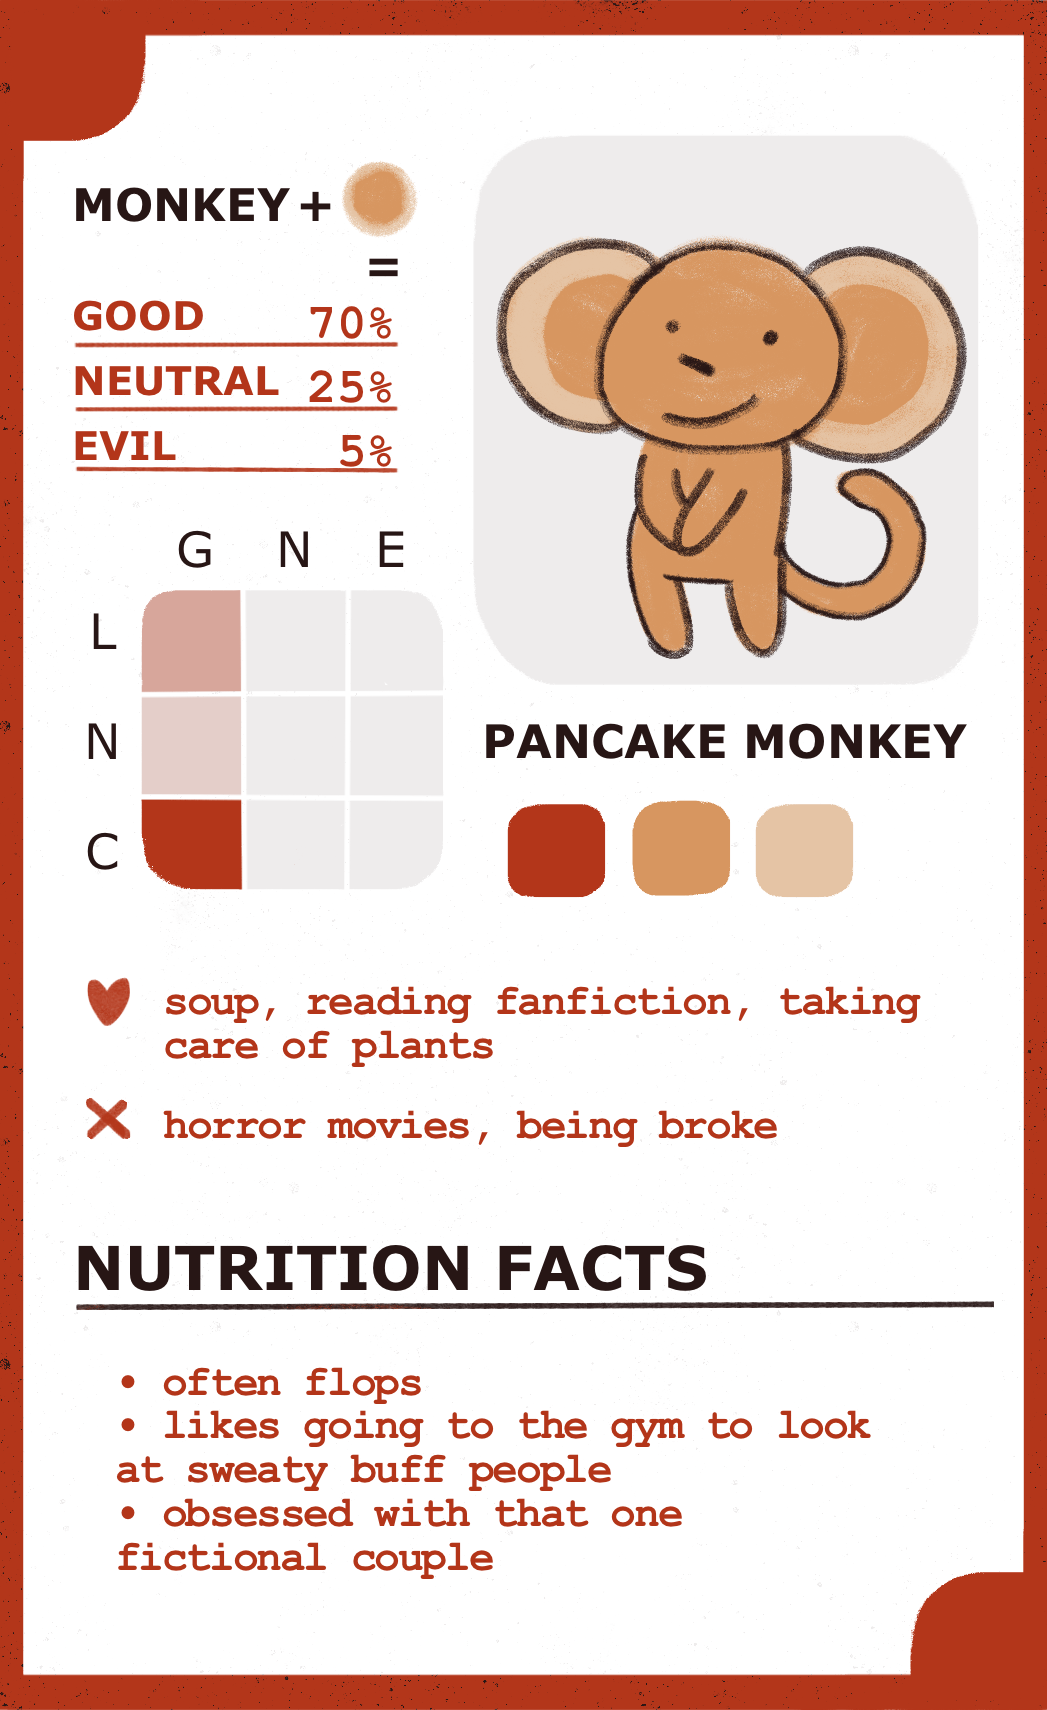 MONKEY +
=
GOOD 70%
NEUTRAL 25%
EVIL 5%
G N E
L
N
C
PANCAKE MONKEY
soup, reading fanfiction, taking
care of plants
horror movies, being broke
NUTRITION FACTS
• often flops
• likes going to the gym to look
at sweaty buff people
• obsessed with that one
fictional couple